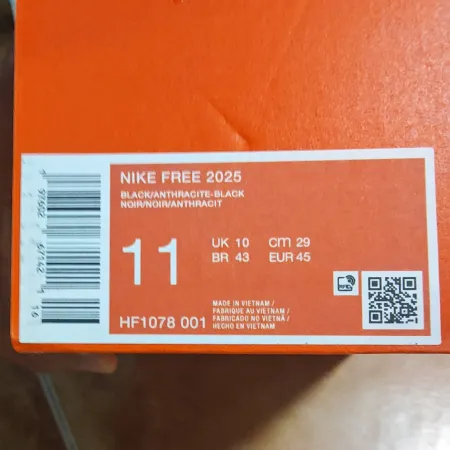 NIKE FREE 2025
BLACK/ANTHRACITE-BLACK
NOIR/NOIR/ANTHRACIT
11
UK 10 CM 29
BR 43 EUR 45
HF1078 001
MADE IN VIETNAM /
FABRIQUE AU VIETNAM /
FABRICADO NO VIETNÃ /
HECHO EN VIETNAM